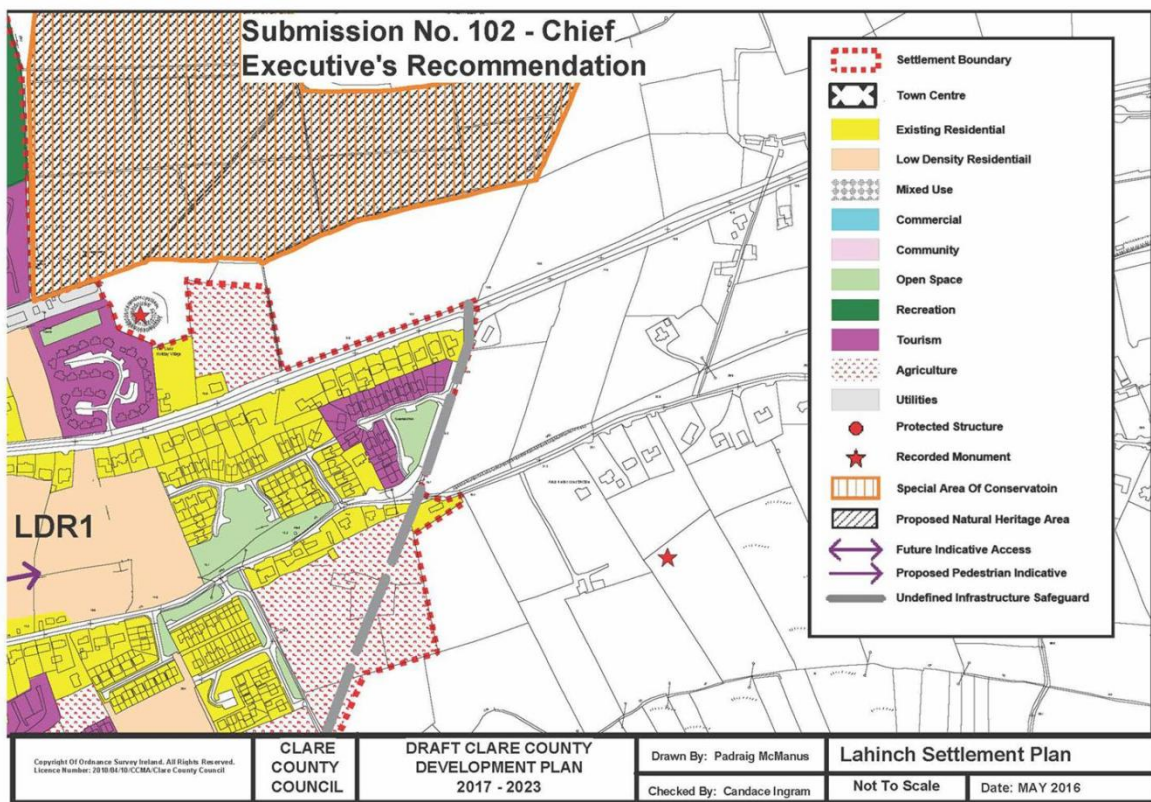 Submission No. 102 - Chief
Executive's Recommendation
Settlement Boundary
Town Centre
Existing Residential
Low Density Residentiail
Mixed Use
Commercial
Community
Open Space
Recreation
Tourism
Agriculture
Utilities
Protected Structure
Recorded Monument
Special Area Of Conservatoin
Proposed Natural Heritage Area
Future Indicative Access
Proposed Pedestrian Indicative
Undefined Infrastructure Safeguard
LDR1
Copyright Of Ordnance Survey Ireland. All Rights Reserved.
Licence Number: 2010/04/10/CCMA/Clare County Council
CLARE
COUNTY
COUNCIL
DRAFT CLARE COUNTY
DEVELOPMENT PLAN
2017 - 2023
Drawn By: Padraig McManus
Checked By: Candace Ingram
Lahinch Settlement Plan
Not To Scale
Date: MAY 2016